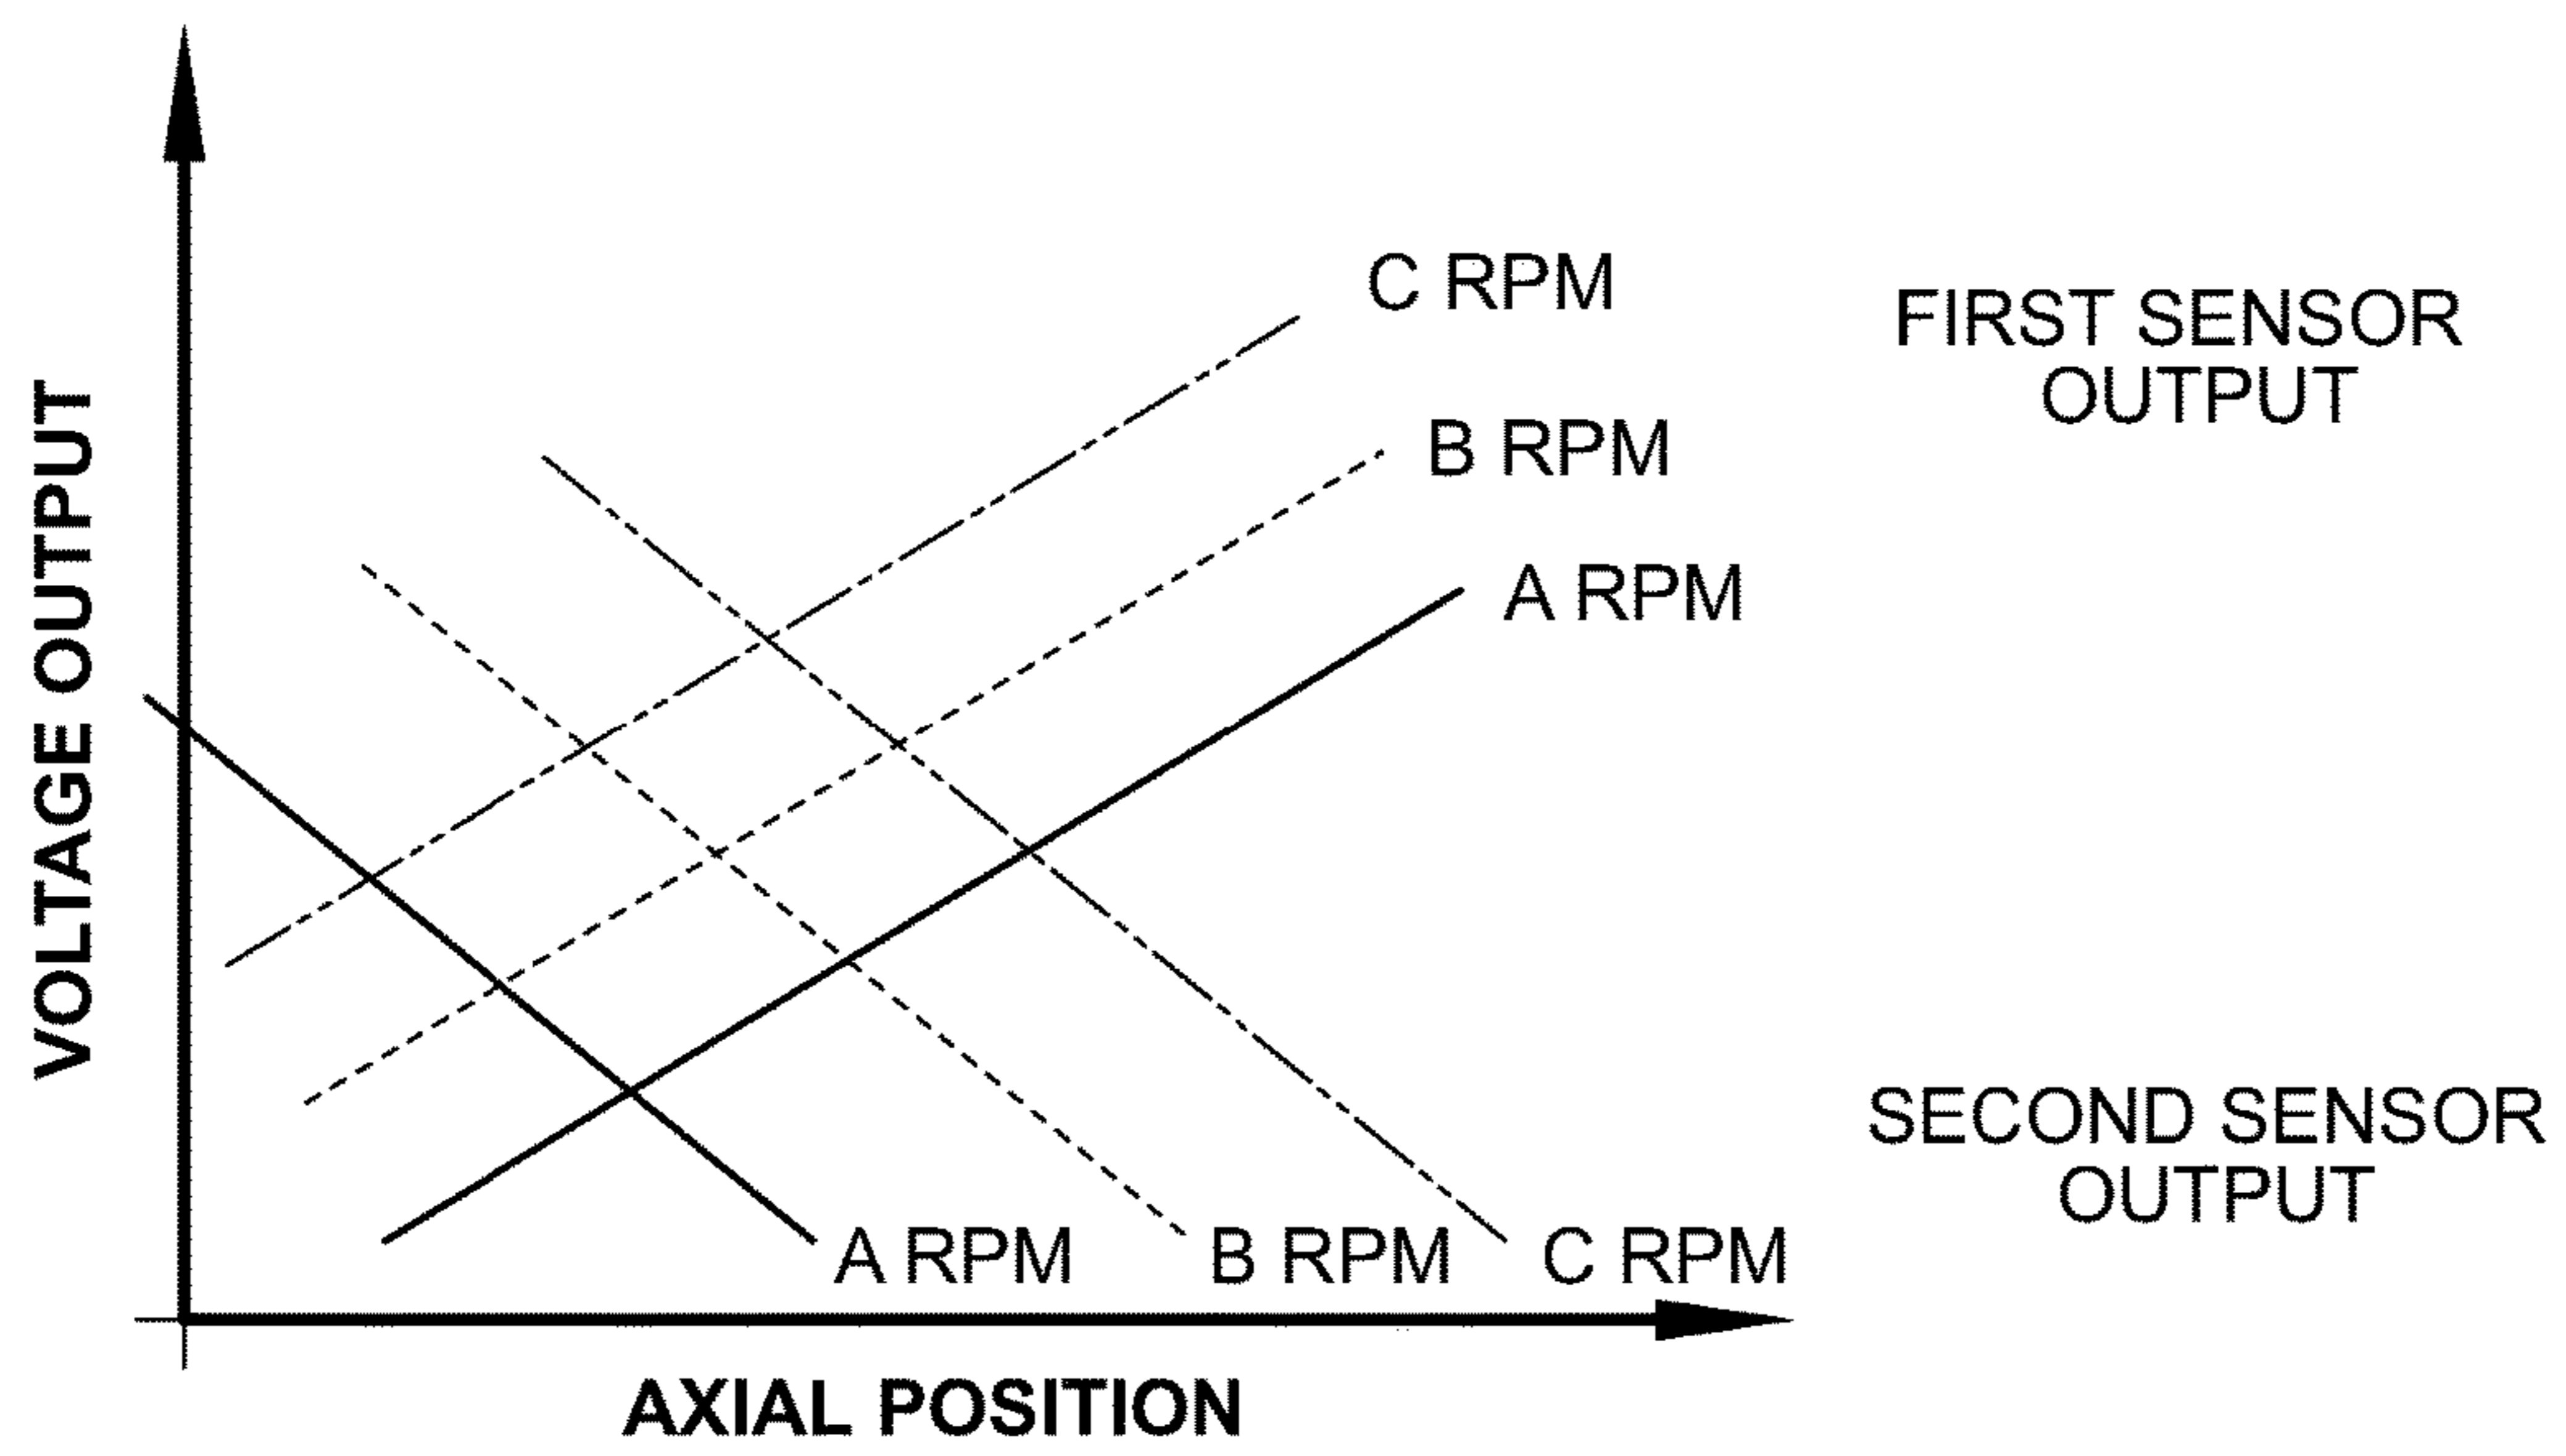 C RPM
FIRST SENSOR
OUTPUT
B RPM
A RPM
VOLTAGE OUTPUT
SECOND SENSOR
OUTPUT
A RPM
B RPM
C RPM
AXIAL POSITION